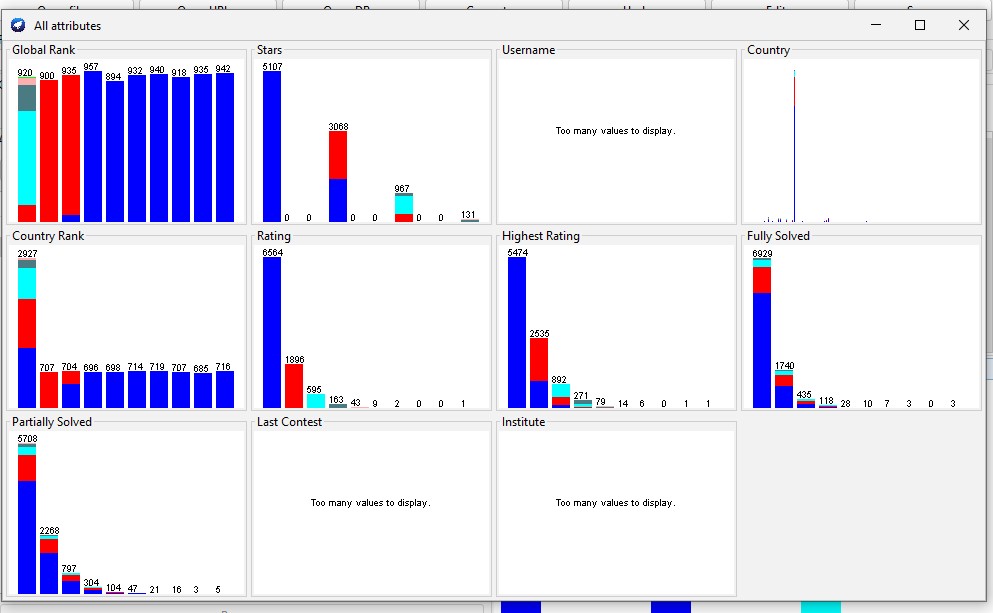 All attributes
Global Rank
920 900 935 957 894 932 940 918 935 942
Stars
5107 0 0 3068 0 0 967 0 0 131
Username
Too many values to display.
Country
Country Rank
2927 707 704 696 698 714 719 707 685 716
Rating
6564 1896 595 163 43 9 2 0 0 1
Highest Rating
5474 2535 892 271 79 14 6 0 1 1
Fully Solved
6929 1740 435 118 28 10 7 3 0 3
Partially Solved
5708 2268 797 304 104 47 21 16 3 5
Last Contest
Too many values to display.
Institute
Too many values to display.